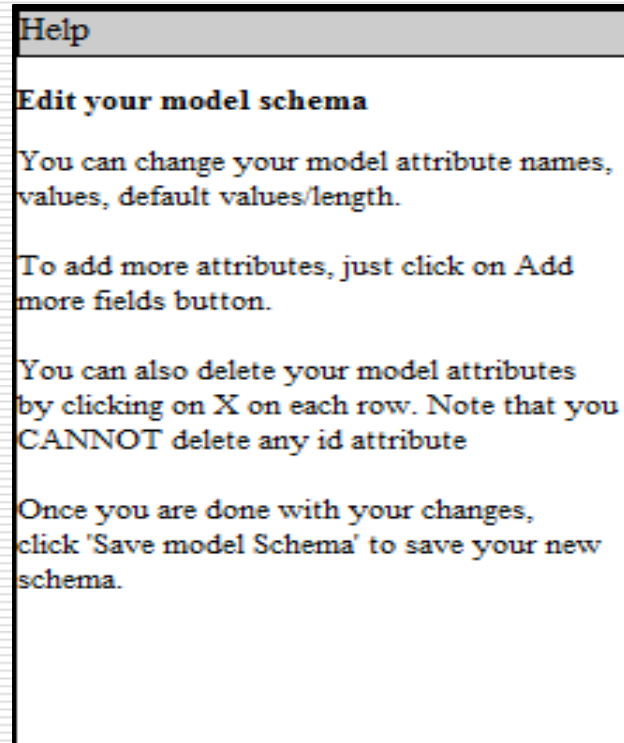 Help
Edit your model schema
You can change your model attribute names,
values, default values/length.
To add more attributes, just click on Add
more fields button.
You can also delete your model attributes
by clicking on X on each row. Note that you
CANNOT delete any id attribute
Once you are done with your changes,
click 'Save model Schema' to save your new
schema.